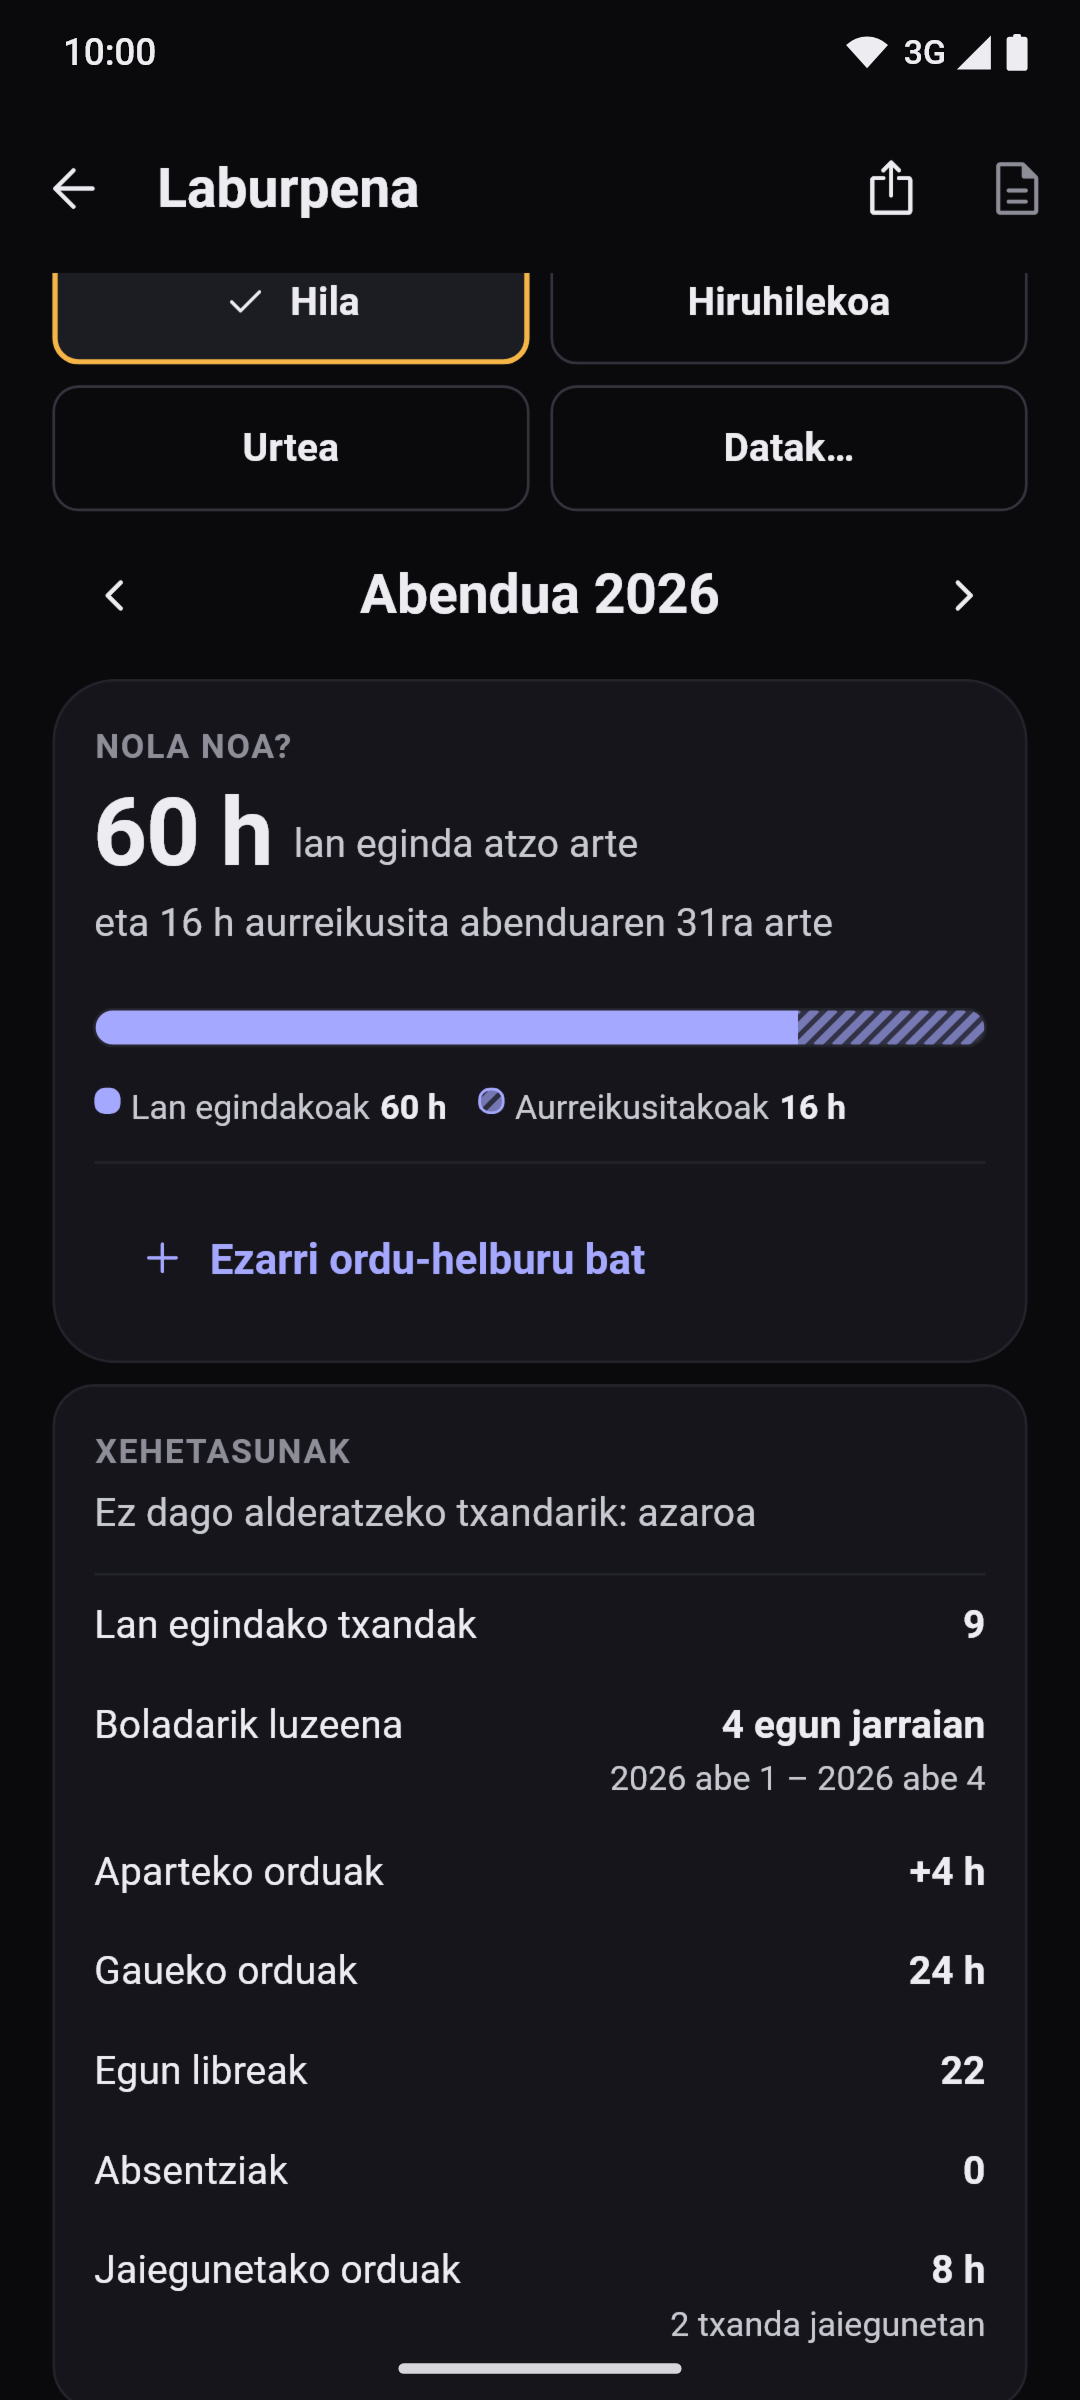 10:00
3G
Laburpena
Hila
Hiruhilekoa
Urtea
Datak…
Abendua 2026
NOLA NOA?
60 h lan eginda atzo arte
eta 16 h aurreikusita abenduaren 31ra arte
Lan egindakoak 60 h
Aurreikusitakoak 16 h
Ezarri ordu-helburu bat
XEHETASUNAK
Ez dago alderatzeko txandarik: azaroa
Lan egindako txandak 9
Boladarik luzeena 4 egun jarraian
2026 abe 1 – 2026 abe 4
Aparteko orduak +4 h
Gaueko orduak 24 h
Egun libreak 22
Absentziak 0
Jaiegunetako orduak 8 h
2 txanda jaiegunetan